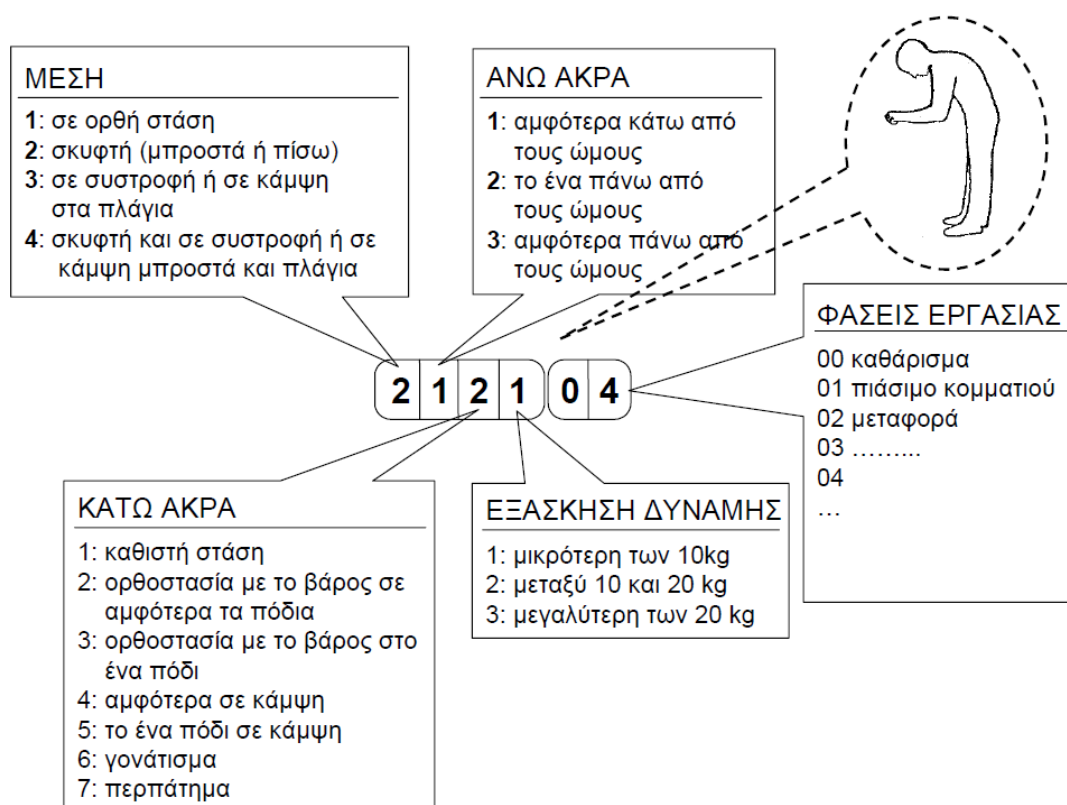 ΜΕΣΗ
1: σε ορθή στάση
2: σκυφτή (μπροστά ή πίσω)
3: σε συστροφή ή σε κάμψη
στα πλάγια
4: σκυφτή και σε συστροφή ή σε
κάμψη μπροστά και πλάγια
ΑΝΩ ΑΚΡΑ
1: αμφότερα κάτω από
τους ώμους
2: το ένα πάνω από
τους ώμους
3: αμφότερα πάνω από
τους ώμους
2 1 2 1 0 4
ΦΑΣΕΙΣ ΕΡΓΑΣΙΑΣ
00 καθάρισμα
01 πιάσιμο κομματιού
02 μεταφορά
03 ……...
04
…
ΚΑΤΩ ΑΚΡΑ
1: καθιστή στάση
2: ορθοστασία με το βάρος σε
αμφότερα τα πόδια
3: ορθοστασία με το βάρος στο
ένα πόδι
4: αμφότερα σε κάμψη
5: το ένα πόδι σε κάμψη
6: γονάτισμα
7: περπάτημα
ΕΞΑΣΚΗΣΗ ΔΥΝΑΜΗΣ
1: μικρότερη των 10kg
2: μεταξύ 10 και 20 kg
3: μεγαλύτερη των 20 kg